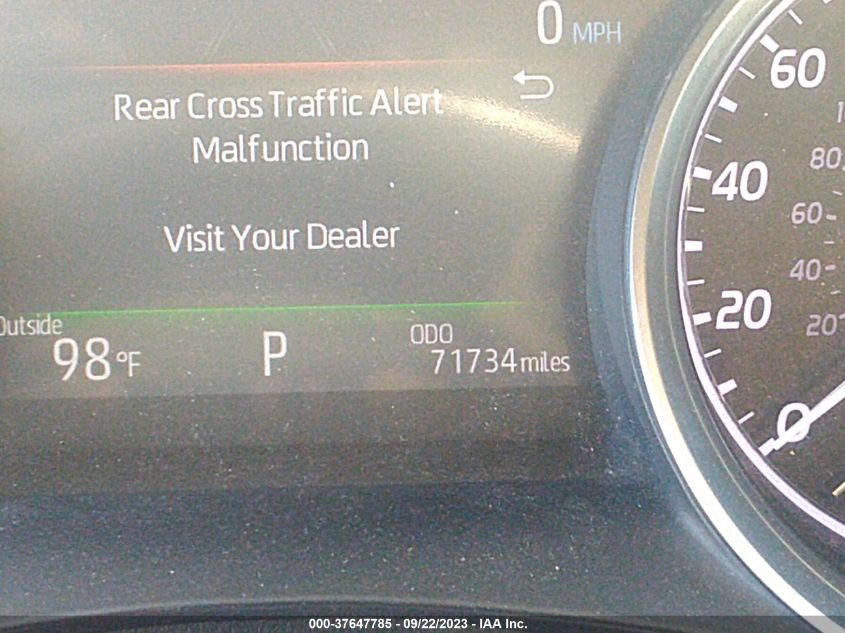 0 MPH
Rear Cross Traffic Alert
Malfunction
Visit Your Dealer
Outside
98°F
P
ODO
71734 miles
60
40
20
0
80
60
40
20
000-37647785 - 09/22/2023 - IAA Inc.